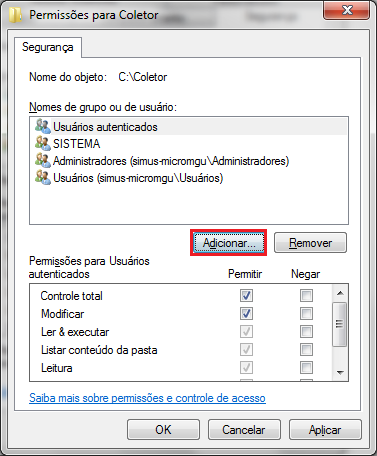 Permissões para Coletor
Segurança
Nome do objeto: C:\Coletor
Nomes de grupo ou de usuário:
Usuários autenticados
SISTEMA
Administradores (simus-micromgu\Administradores)
Usuários (simus-micromgu\Usuários)
Adicionar...
Remover
Permissões para Usuários
autenticados Permitir Negar
Controle total
Modificar
Ler & executar
Listar conteúdo da pasta
Leitura
Saiba mais sobre permissões e controle de acesso
OK
Cancelar
Aplicar